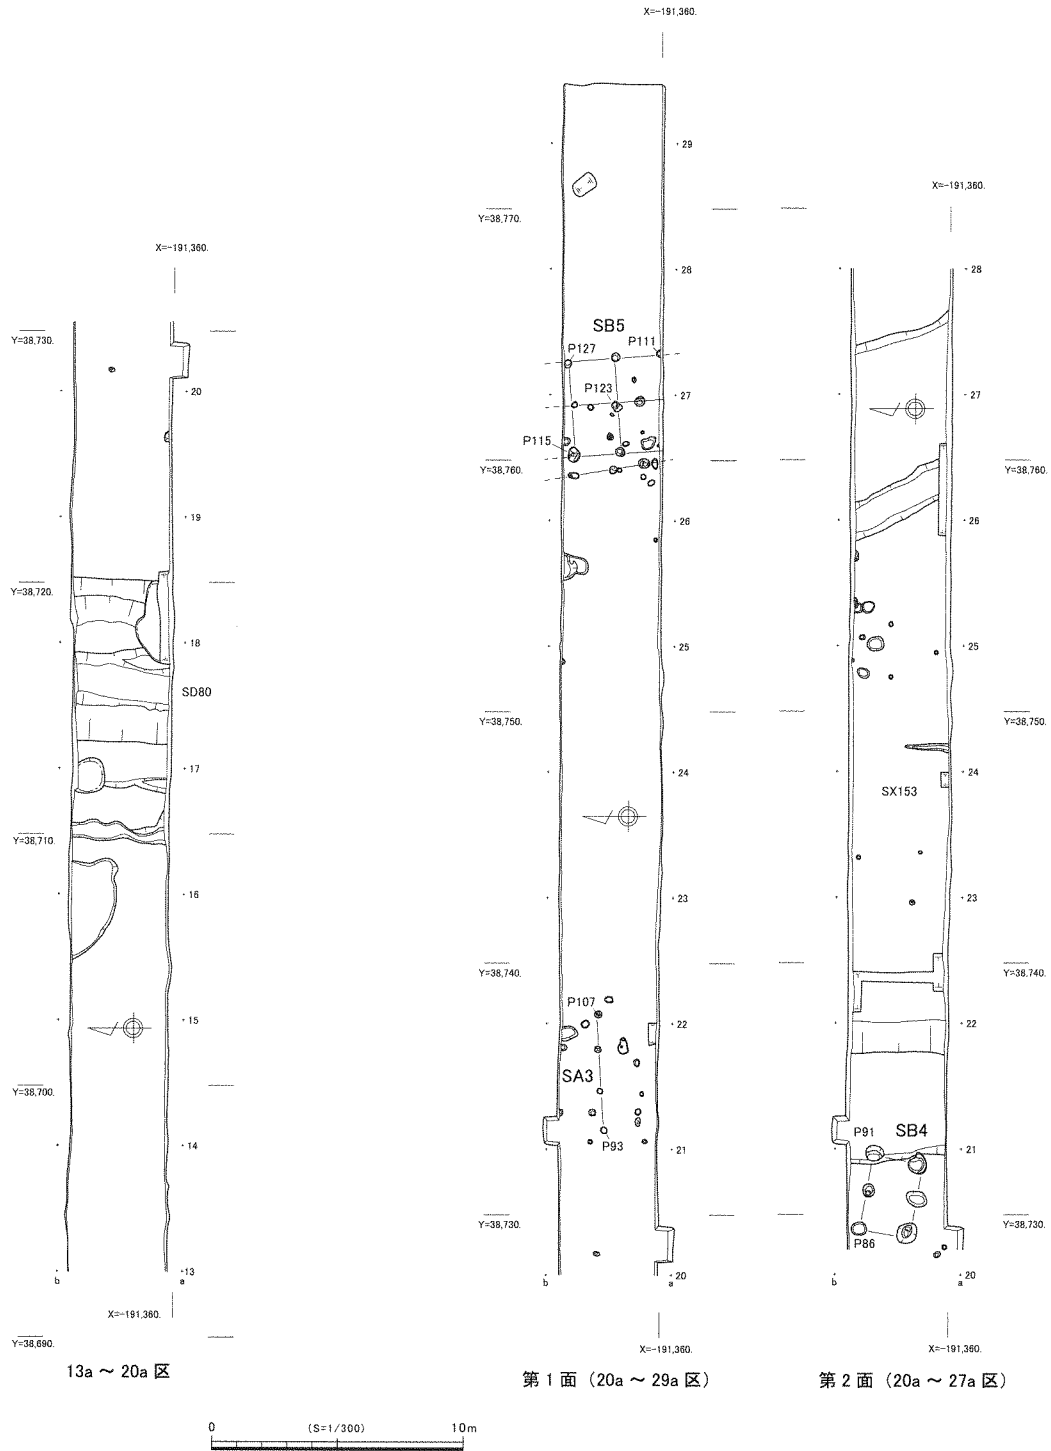 X=-191,360.
Y=38,730.
20
19
Y=38,720.
18
SD80
17
Y=38,710.
16
15
Y=38,700.
14
13
b
a
X=-191,360.
Y=38,690.
13a ～ 20a 区
X=-191,360.
29
Y=38,770.
28
SB5
P127
P111
27
P123
P115
Y=38,760.
26
25
Y=38,750.
24
23
Y=38,740.
P107
22
SA3
P93
21
Y=38,730.
20
b
a
X=-191,360.
第 1 面（20a ～ 29a 区）
X=-191,360.
28
27
Y=38,760.
26
25
Y=38,750.
24
SX153
23
Y=38,740.
22
P91
SB4
21
Y=38,730.
P86
20
b
a
X=-191,360.
第 2 面（20a ～ 27a 区）
0
(S=1/300)
10m